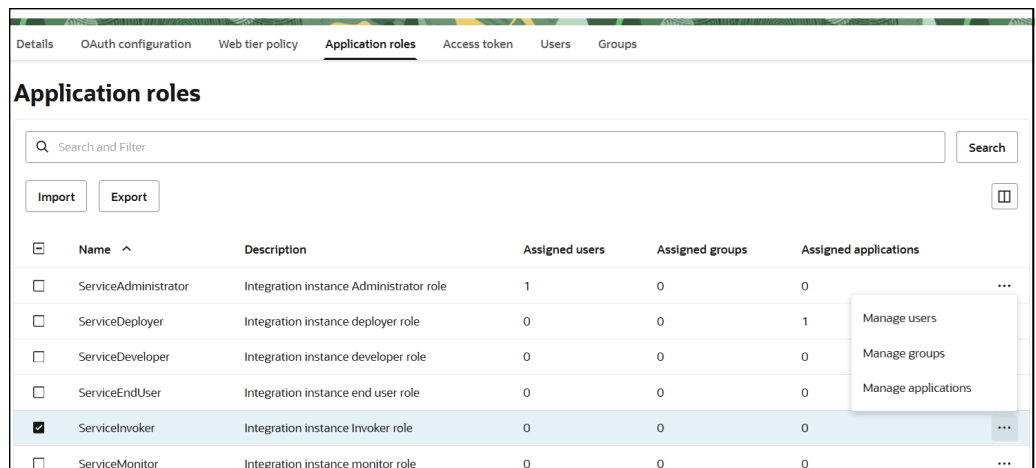 Details OAuth configuration Web tier policy Application roles Access token Users Groups
Application roles
Search and Filter Search
Import Export
Name Description Assigned users Assigned groups Assigned applications
ServiceAdministrator Integration instance Administrator role 1 0 0 ...
ServiceDeployer Integration instance deployer role 0 0 1 Manage users
ServiceDeveloper Integration instance developer role 0 0 0 Manage groups
ServiceEndUser Integration instance end user role 0 0 0 Manage applications
ServiceInvoker Integration instance Invoker role 0 0 0 ...
ServiceMonitor Integration instance monitor role 0 0 0 ...